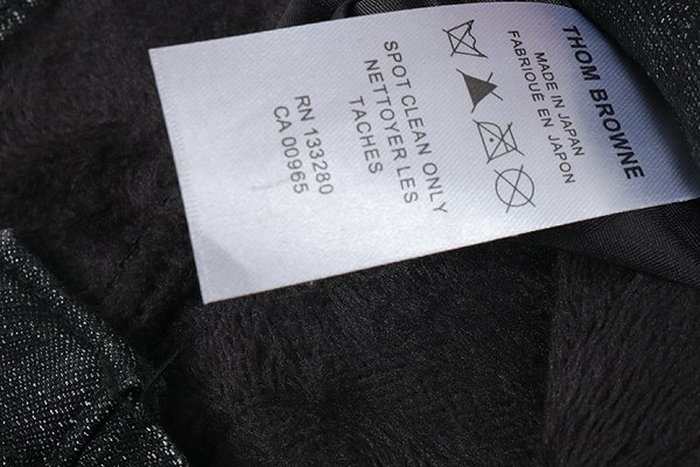 THOM BROWNE
MADE IN JAPAN
FABRIQUE EN JAPON
SPOT CLEAN ONLY
NETTOYER LES
TACHES
RN 133280
CA 00965